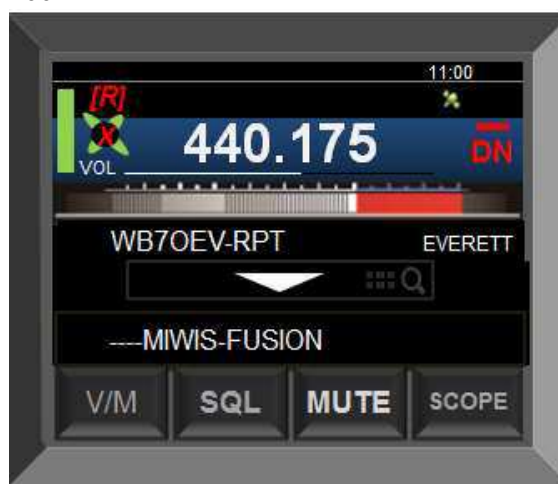 11:00
[R]
X
VOL
440.175
DN
WB7OEV-RPT EVERETT
----MIWIS-FUSION
V/M SQL MUTE SCOPE